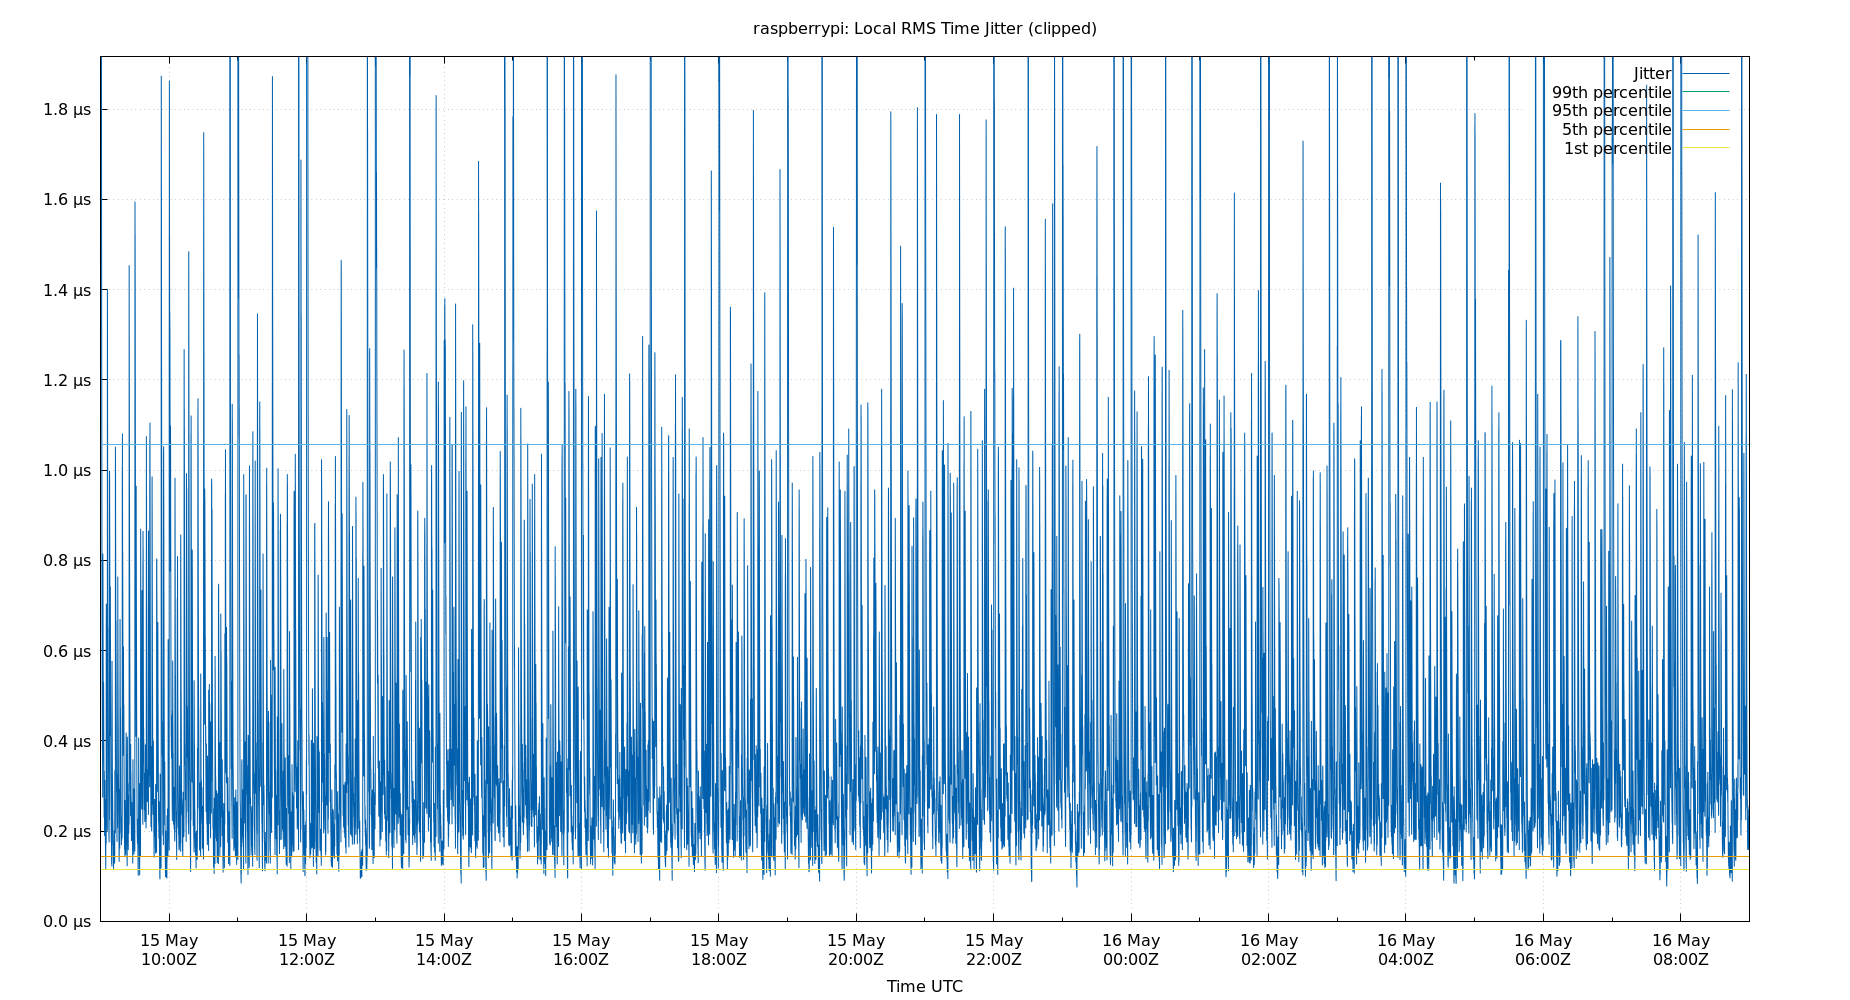 raspberrypi: Local RMS Time Jitter (clipped)
Jitter
99th percentile
95th percentile
5th percentile
1st percentile
1.8 μs
1.6 μs
1.4 μs
1.2 μs
1.0 μs
0.8 μs
0.6 μs
0.4 μs
0.2 μs
0.0 μs
15 May 15 May 15 May 15 May 15 May 15 May 15 May 16 May 16 May 16 May 16 May 16 May
10:00Z 12:00Z 14:00Z 16:00Z 18:00Z 20:00Z 22:00Z 00:00Z 02:00Z 04:00Z 06:00Z 08:00Z
Time UTC